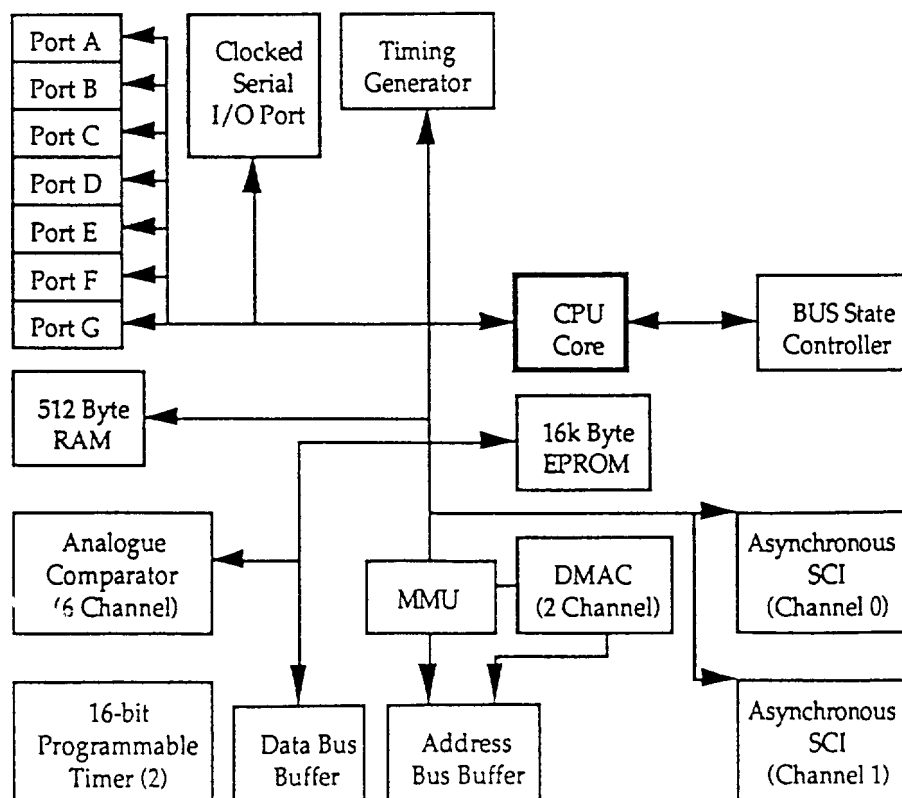 Port A
Port B
Port C
Port D
Port E
Port F
Port G
Clocked
Serial
I/O Port
Timing
Generator
CPU
Core
BUS State
Controller
512 Byte
RAM
16k Byte
EPROM
Analogue
Comparator
(6 Channel)
MMU
DMAC
(2 Channel)
Asynchronous
SCI
(Channel 0)
16-bit
Programmable
Timer (2)
Data Bus
Buffer
Address
Bus Buffer
Asynchronous
SCI
(Channel 1)